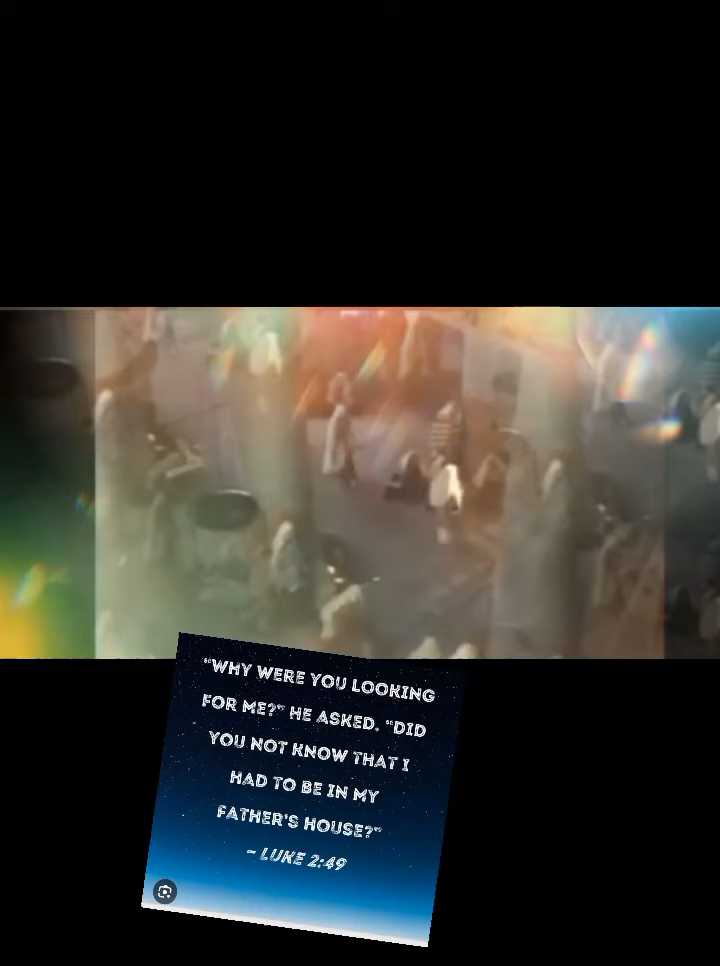 “WHY WERE YOU LOOKING
FOR ME?” HE ASKED. “DID
YOU NOT KNOW THAT I
HAD TO BE IN MY
FATHER'S HOUSE?”
– LUKE 2:49